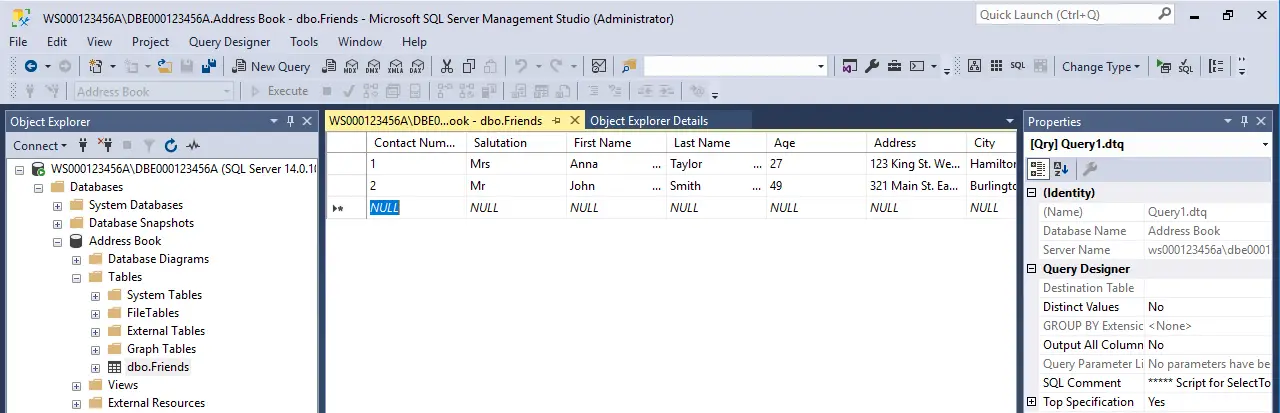 WS000123456A\DBE000123456A.Address Book - dbo.Friends - Microsoft SQL Server Management Studio (Administrator)
Quick Launch (Ctrl+Q)
File Edit View Project Query Designer Tools Window Help
New Query MDX DMX XMLA DAX SQL Change Type SQL
Address Book Execute
Object Explorer
Connect
WS000123456A\DBE000123456A (SQL Server 14.0.10
Databases
System Databases
Database Snapshots
Address Book
Database Diagrams
Tables
System Tables
FileTables
External Tables
Graph Tables
dbo.Friends
Views
External Resources
WS000123456A\DBE0...ook - dbo.Friends Object Explorer Details
Contact Num... Salutation First Name Last Name Age Address City
1 Mrs Anna ... Taylor ... 27 123 King St. We... Hamilton
2 Mr John ... Smith ... 49 321 Main St. Ea... Burlington
NULL NULL NULL NULL NULL NULL NULL
Properties
[Qry] Query1.dtq
(Identity)
(Name) Query1.dtq
Database Name Address Book
Server Name ws000123456a\dbe0001
Query Designer
Destination Table
Distinct Values No
GROUP BY Extensio <None>
Output All Column No
Query Parameter Li No parameters have be
SQL Comment ***** Script for SelectTo
Top Specification Yes